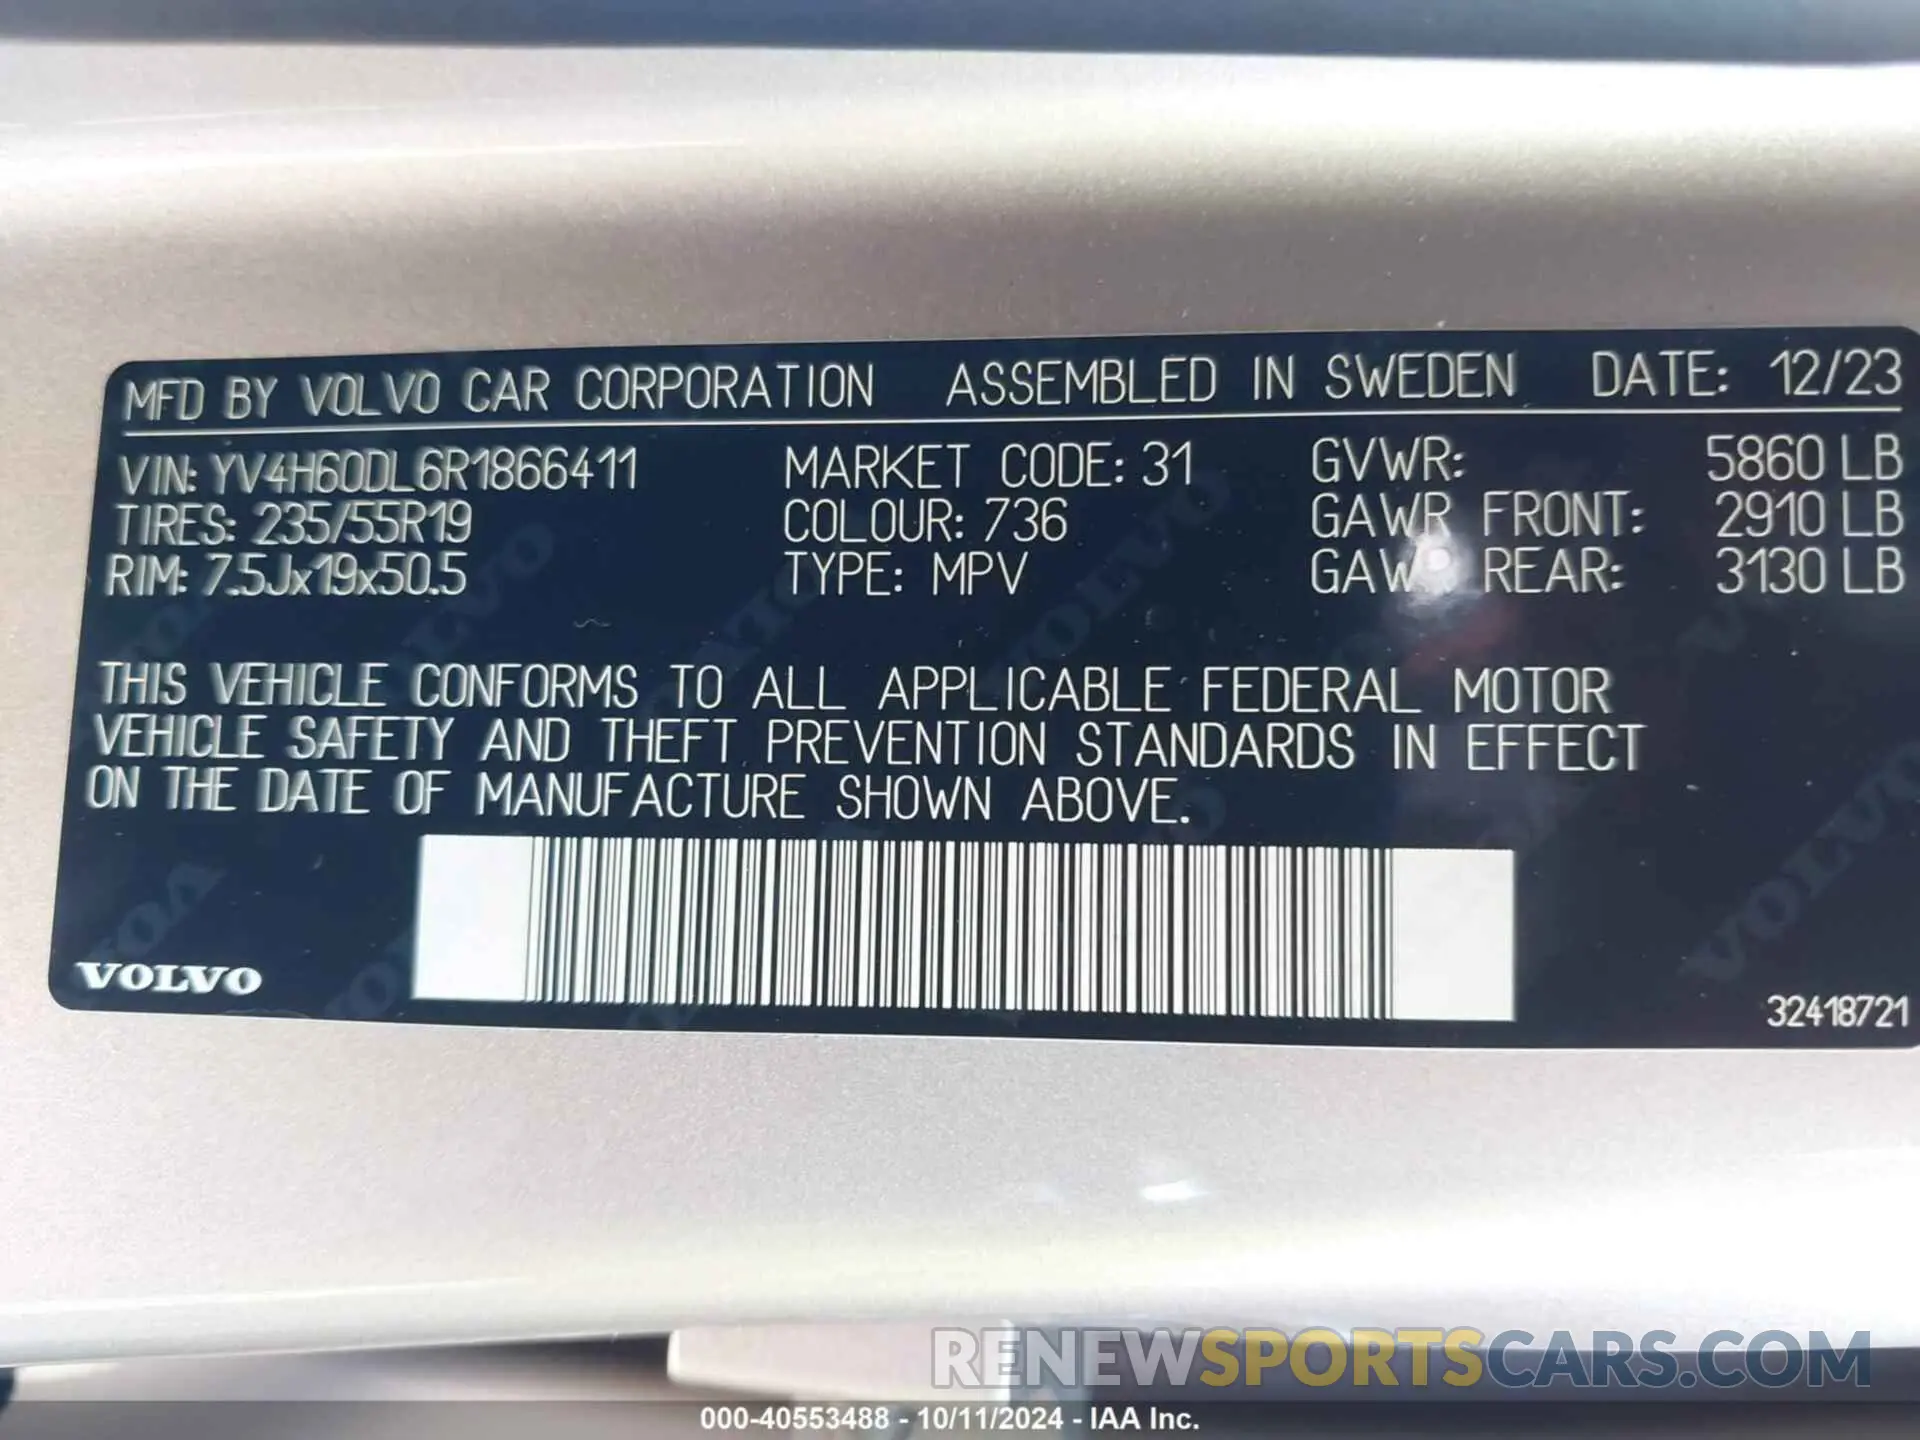 MFD BY VOLVO CAR CORPORATION ASSEMBLED IN SWEDEN DATE: 12/23
VIN: YV4H60DL6R1866411 MARKET CODE: 31 GVWR: 5860 LB
TIRES: 235/55R19 COLOUR: 736 GAWR FRONT: 2910 LB
RIM: 7.5Jx19x50.5 TYPE: MPV GAWR REAR: 3130 LB
THIS VEHICLE CONFORMS TO ALL APPLICABLE FEDERAL MOTOR
VEHICLE SAFETY AND THEFT PREVENTION STANDARDS IN EFFECT
ON THE DATE OF MANUFACTURE SHOWN ABOVE.
VOLVO
32418721
RENEWSPORTSCARS.COM
000-40553488 - 10/11/2024 - IAA Inc.